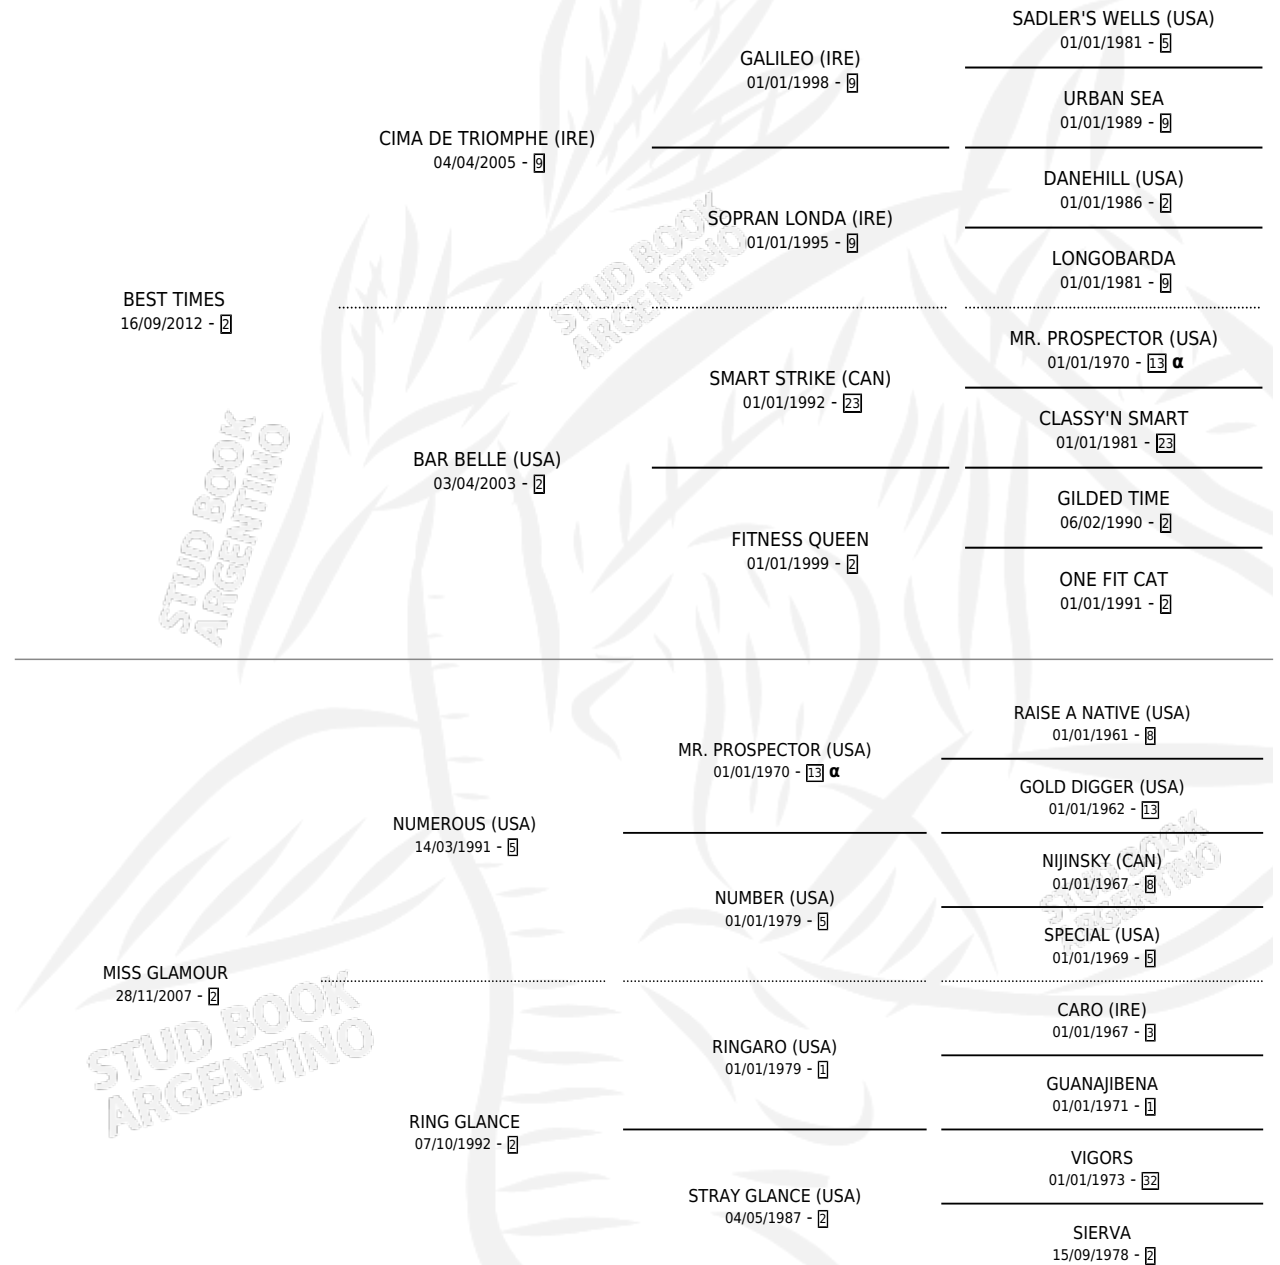 SADLER'S WELLS (USA)
01/01/1981 - 5
GALILEO (IRE)
01/01/1998 - 9
URBAN SEA
01/01/1989 - 9
CIMA DE TRIOMPHE (IRE)
04/04/2005 - 9
DANEHILL (USA)
01/01/1986 - 2
SOPRAN LONDA (IRE)
01/01/1995 - 9
LONGOBARDA
01/01/1981 - 9
BEST TIMES
16/09/2012 - 2
MR. PROSPECTOR (USA)
01/01/1970 - 13 α
SMART STRIKE (CAN)
01/01/1992 - 23
CLASSY'N SMART
01/01/1981 - 23
BAR BELLE (USA)
03/04/2003 - 2
GILDED TIME
06/02/1990 - 2
FITNESS QUEEN
01/01/1999 - 2
ONE FIT CAT
01/01/1991 - 2
STUD BOOK
ARGENTINO
STUD BOOK
ARGENTINO
RAISE A NATIVE (USA)
01/01/1961 - 8
MR. PROSPECTOR (USA)
01/01/1970 - 13 α
GOLD DIGGER (USA)
01/01/1962 - 13
NUMEROUS (USA)
14/03/1991 - 5
NIJINSKY (CAN)
01/01/1967 - 8
NUMBER (USA)
01/01/1979 - 5
SPECIAL (USA)
01/01/1969 - 5
MISS GLAMOUR
28/11/2007 - 2
CARO (IRE)
01/01/1967 - 3
RINGARO (USA)
01/01/1979 - 1
GUANAJIBENA
01/01/1971 - 1
RING GLANCE
07/10/1992 - 2
VIGORS
01/01/1973 - 32
STRAY GLANCE (USA)
04/05/1987 - 2
SIERVA
15/09/1978 - 2
STUD BOOK
ARGENTINO
STUD BOOK
ARGENTINO